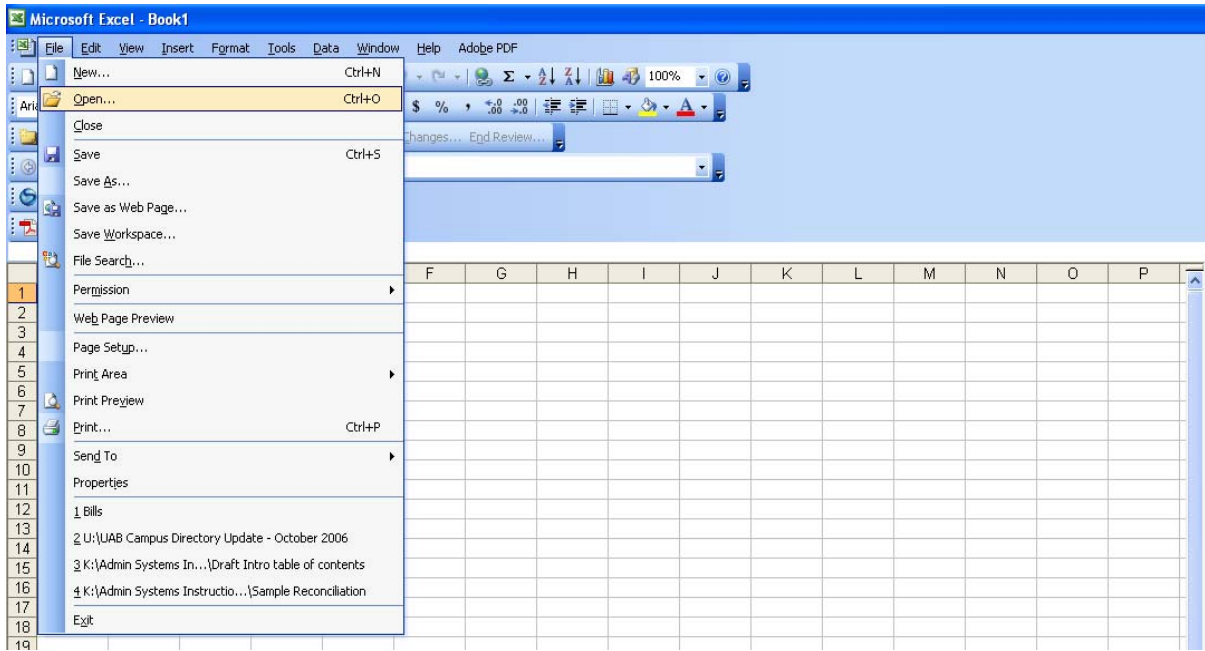 Microsoft Excel - Book1
File Edit View Insert Format Tools Data Window Help Adobe PDF
New... Ctrl+N
Σ 100%
Open... Ctrl+O
$ % ,
Close
Changes... End Review...
Save Ctrl+S
Save As...
Save as Web Page...
Save Workspace...
File Search...
F G H I J K L M N O P
Permission
1
Web Page Preview
2
3
Page Setup...
4
Print Area
5
6
Print Preview
7
Print... Ctrl+P
8
Send To
9
10
Properties
11
1 Bills
12
13
2 U:\UAB Campus Directory Update - October 2006
14
3 K:\Admin Systems In...\Draft Intro table of contents
15
4 K:\Admin Systems Instructio...\Sample Reconciliation
16
17
Exit
18
19